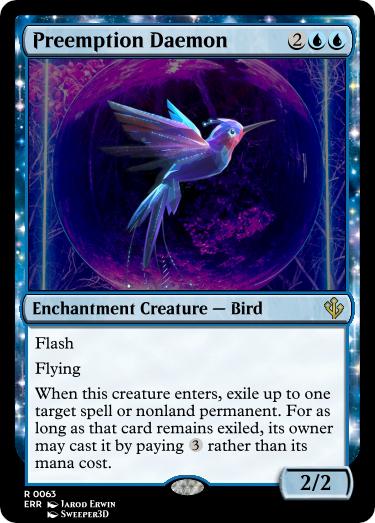 Preemption Daemon 2
Enchantment Creature — Bird
Flash
Flying
When this creature enters, exile up to one
target spell or nonland permanent. For as
long as that card remains exiled, its owner
may cast it by paying 3 rather than its
mana cost.
2/2
R 0063
ERR Jarod Erwin
Sweeper3D